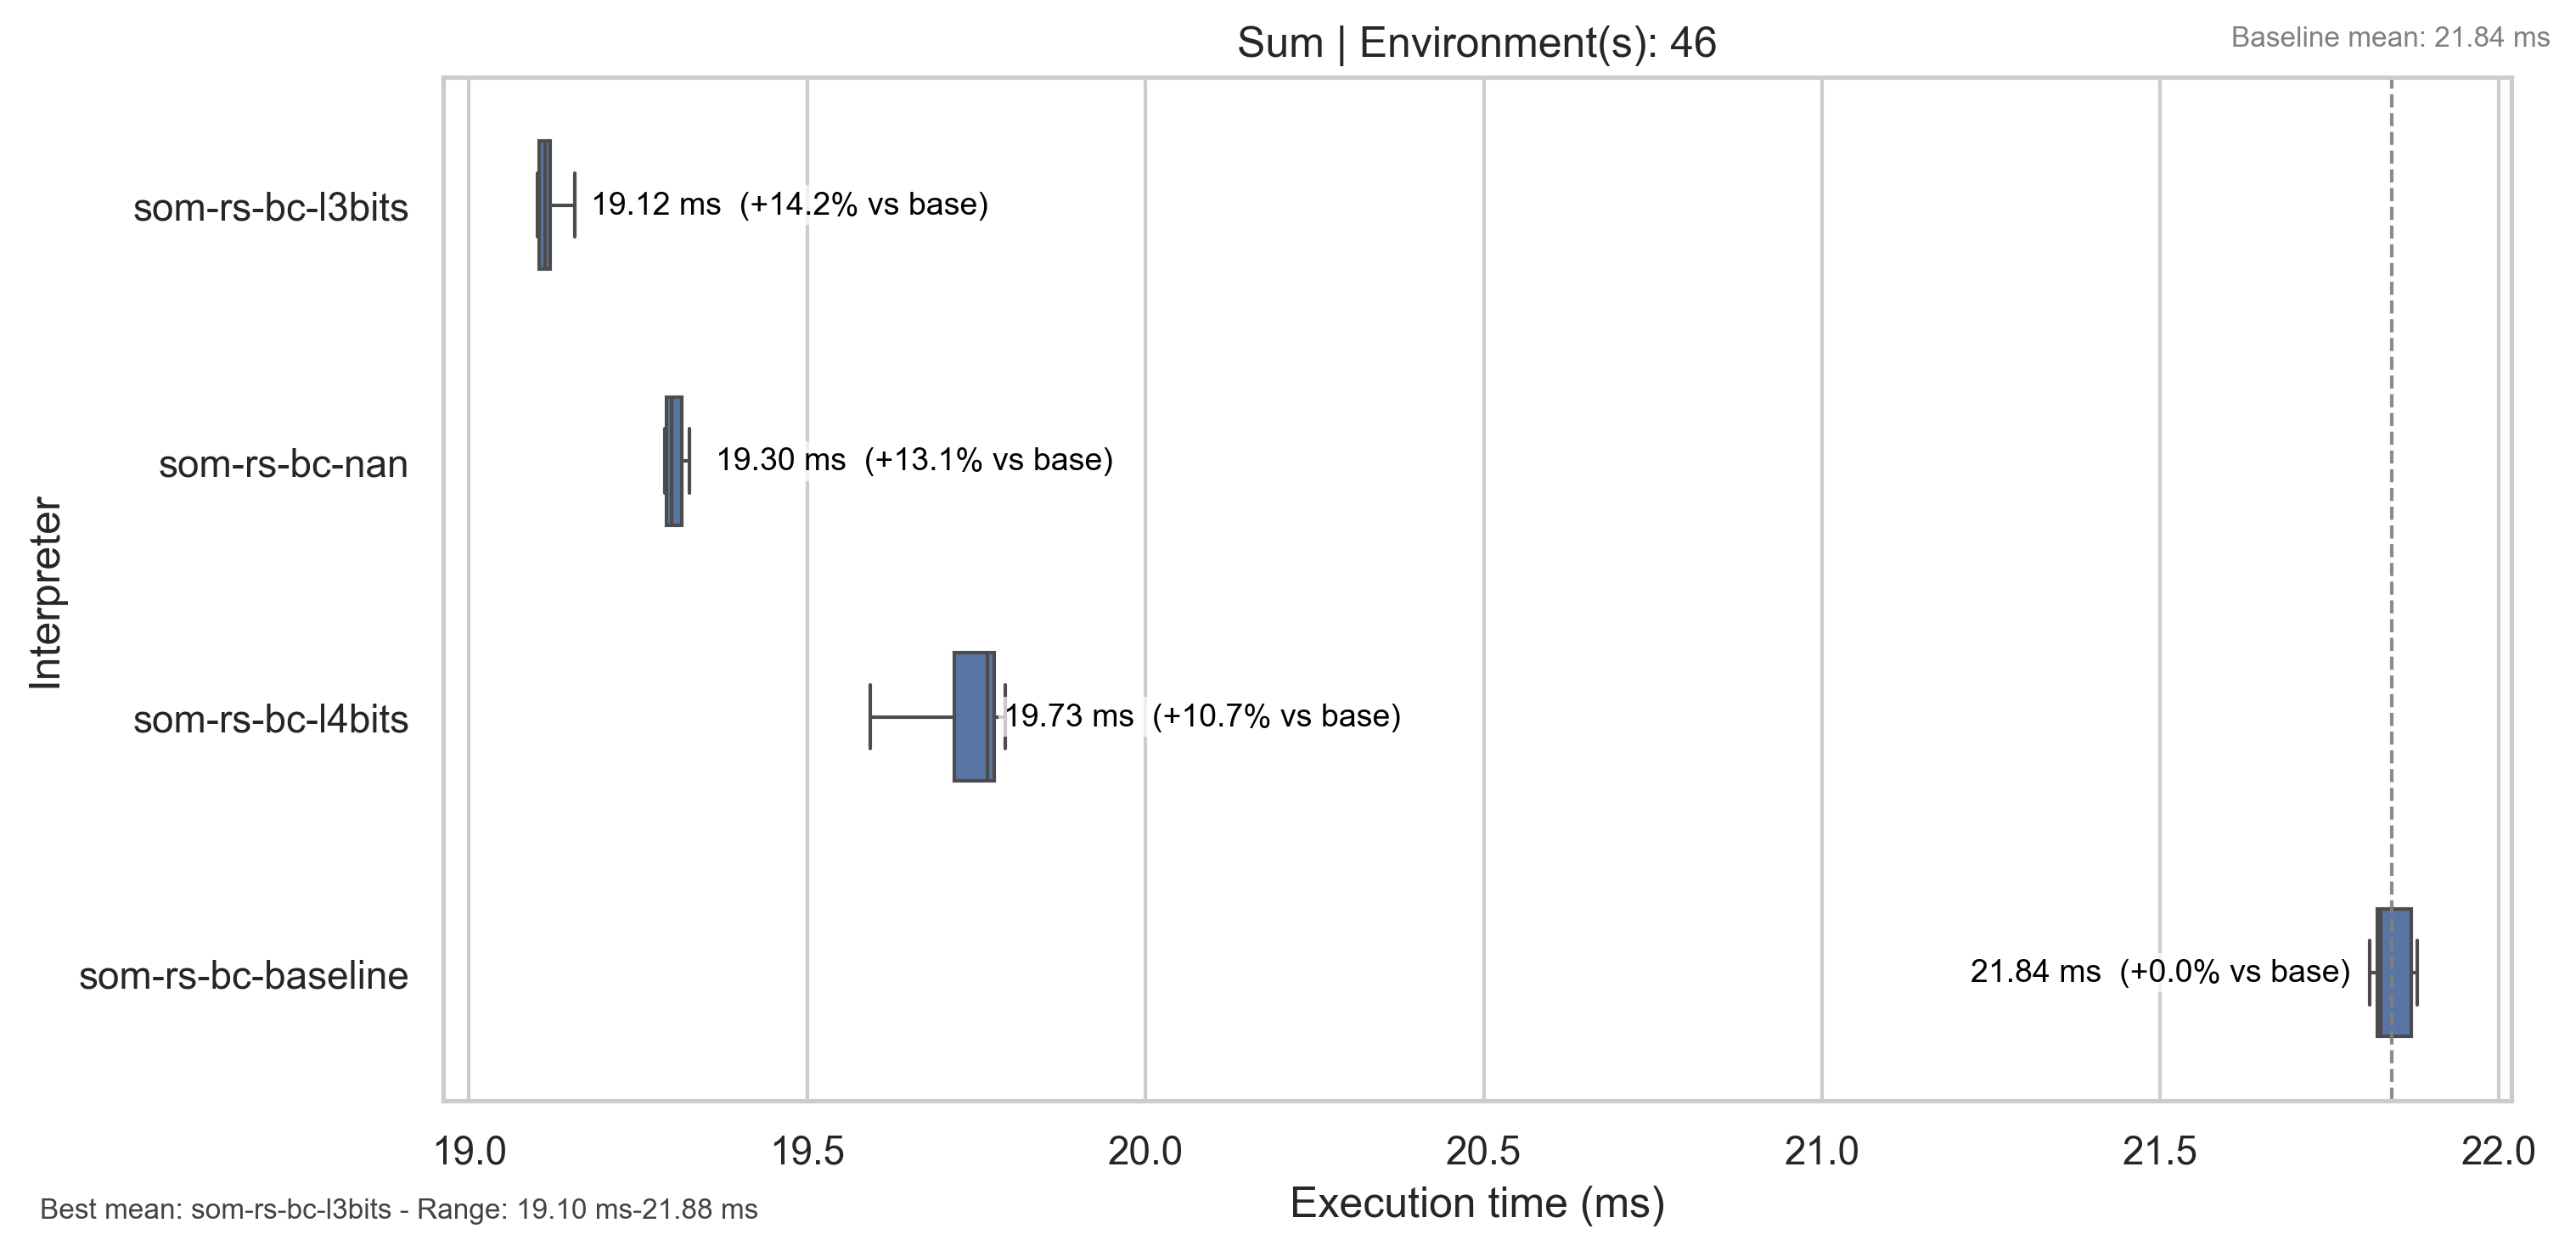 Sum | Environment(s): 46
Baseline mean: 21.84 ms
Interpreter
som-rs-bc-l3bits
19.12 ms  (+14.2% vs base)
som-rs-bc-nan
19.30 ms  (+13.1% vs base)
som-rs-bc-l4bits
19.73 ms  (+10.7% vs base)
som-rs-bc-baseline
21.84 ms  (+0.0% vs base)
19.0 19.5 20.0 20.5 21.0 21.5 22.0
Execution time (ms)
Best mean: som-rs-bc-l3bits - Range: 19.10 ms-21.88 ms